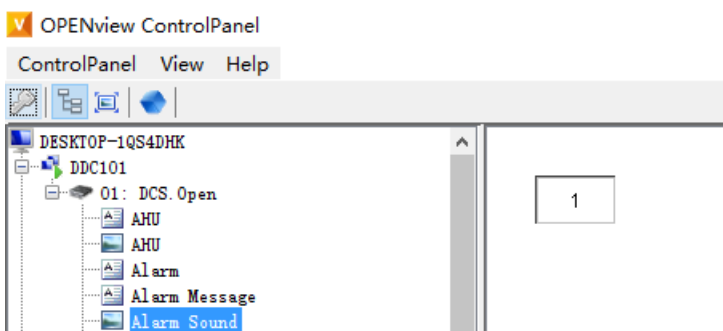 OPENview ControlPanel
ControlPanel View Help
DESKTOP-1QS4DHK
DDC101
01: DCS.Open
1
AHU
AHU
Alarm
Alarm Message
Alarm Sound